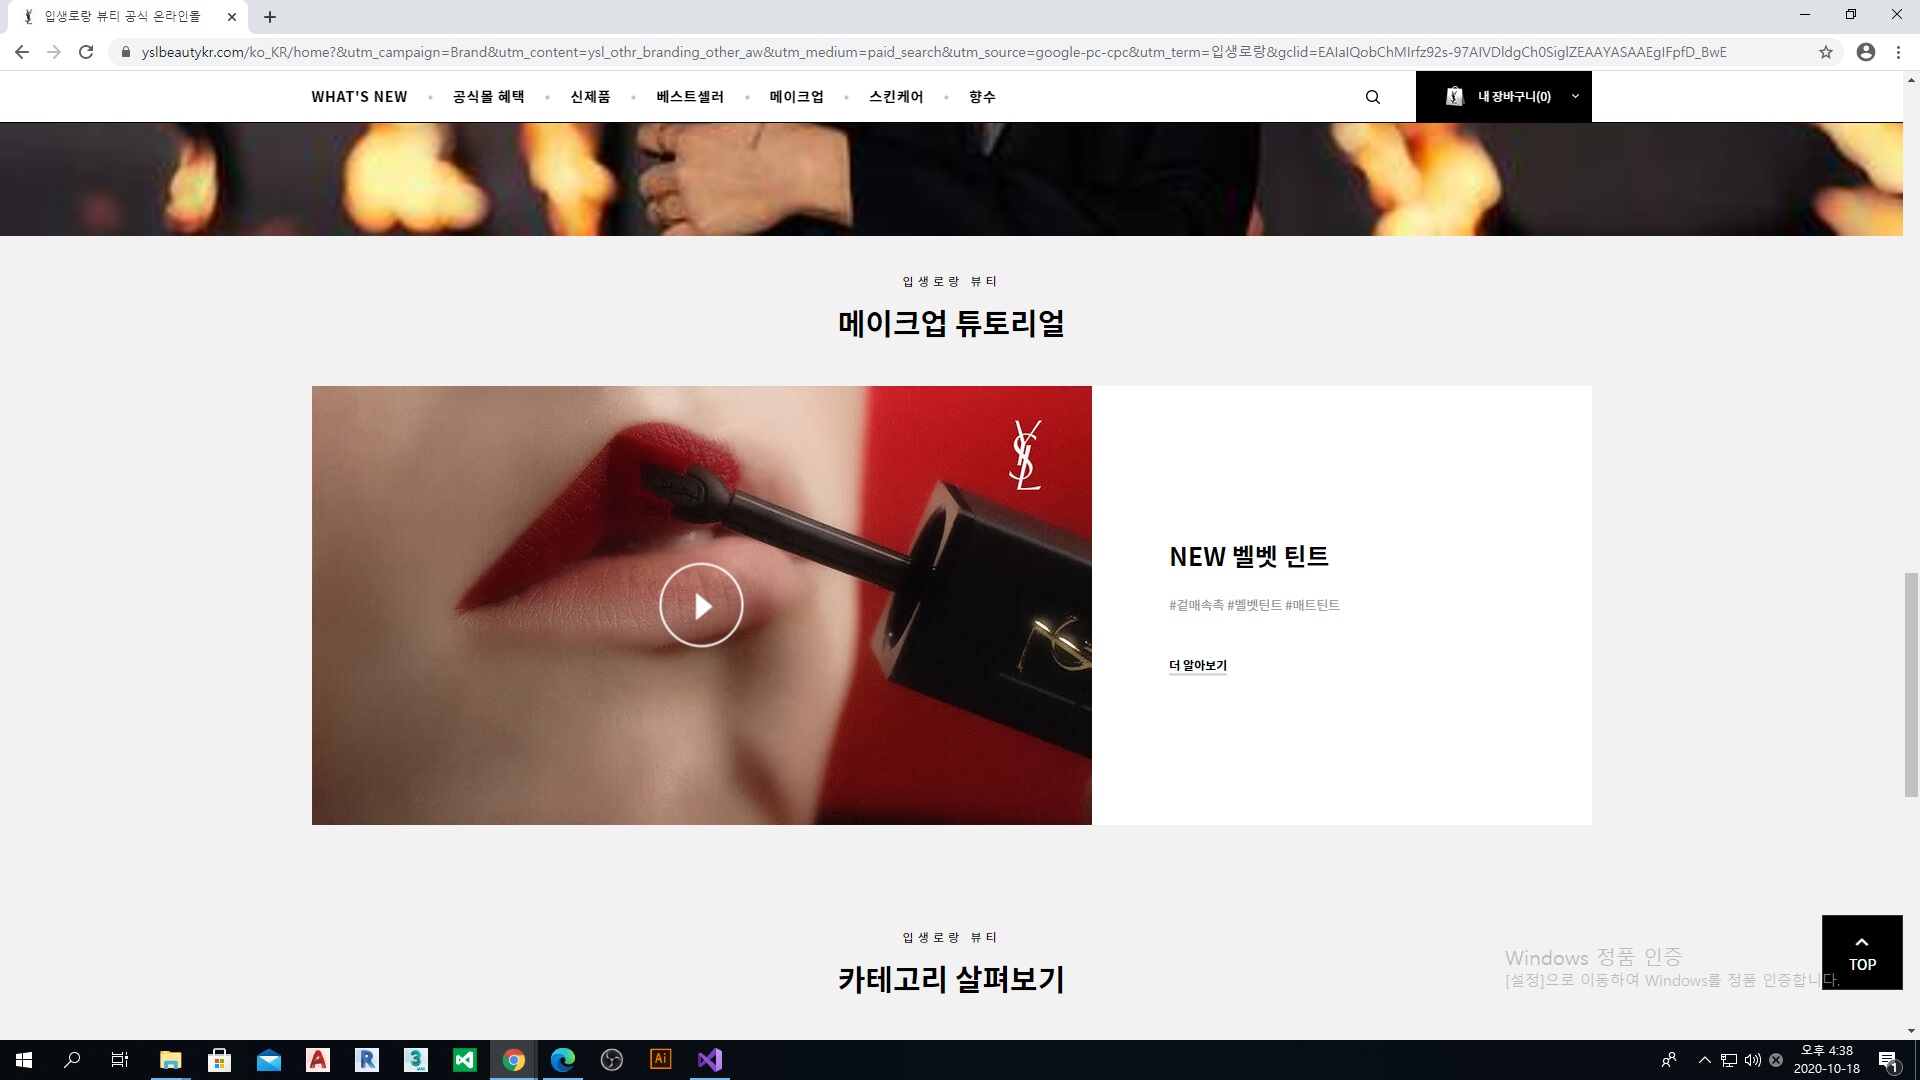 입생로랑 뷰티 공식 온라인몰
yslbeautykr.com/ko_KR/home?&utm_campaign=Brand&utm_content=ysl_othr_branding_other_aw&utm_medium=paid_search&utm_source=google-pc-cpc&utm_term=입생로랑&gclid=EAIaIQobChMIrfz92s-97AIVDldgCh0SiglZEAAYASAAEgIFpfD_BwE
WHAT'S NEW 공식몰 혜택 신제품 베스트셀러 메이크업 스킨케어 향수 내 장바구니(0)
입생로랑 뷰티
메이크업 튜토리얼
YSL
NEW 벨벳 틴트
#겉매속촉 #벨벳틴트 #매트틴트
더 알아보기
입생로랑 뷰티
카테고리 살펴보기
TOP
Windows 정품 인증
[설정]으로 이동하여 Windows를 정품 인증합니다.
오후 4:38
2020-10-18
1